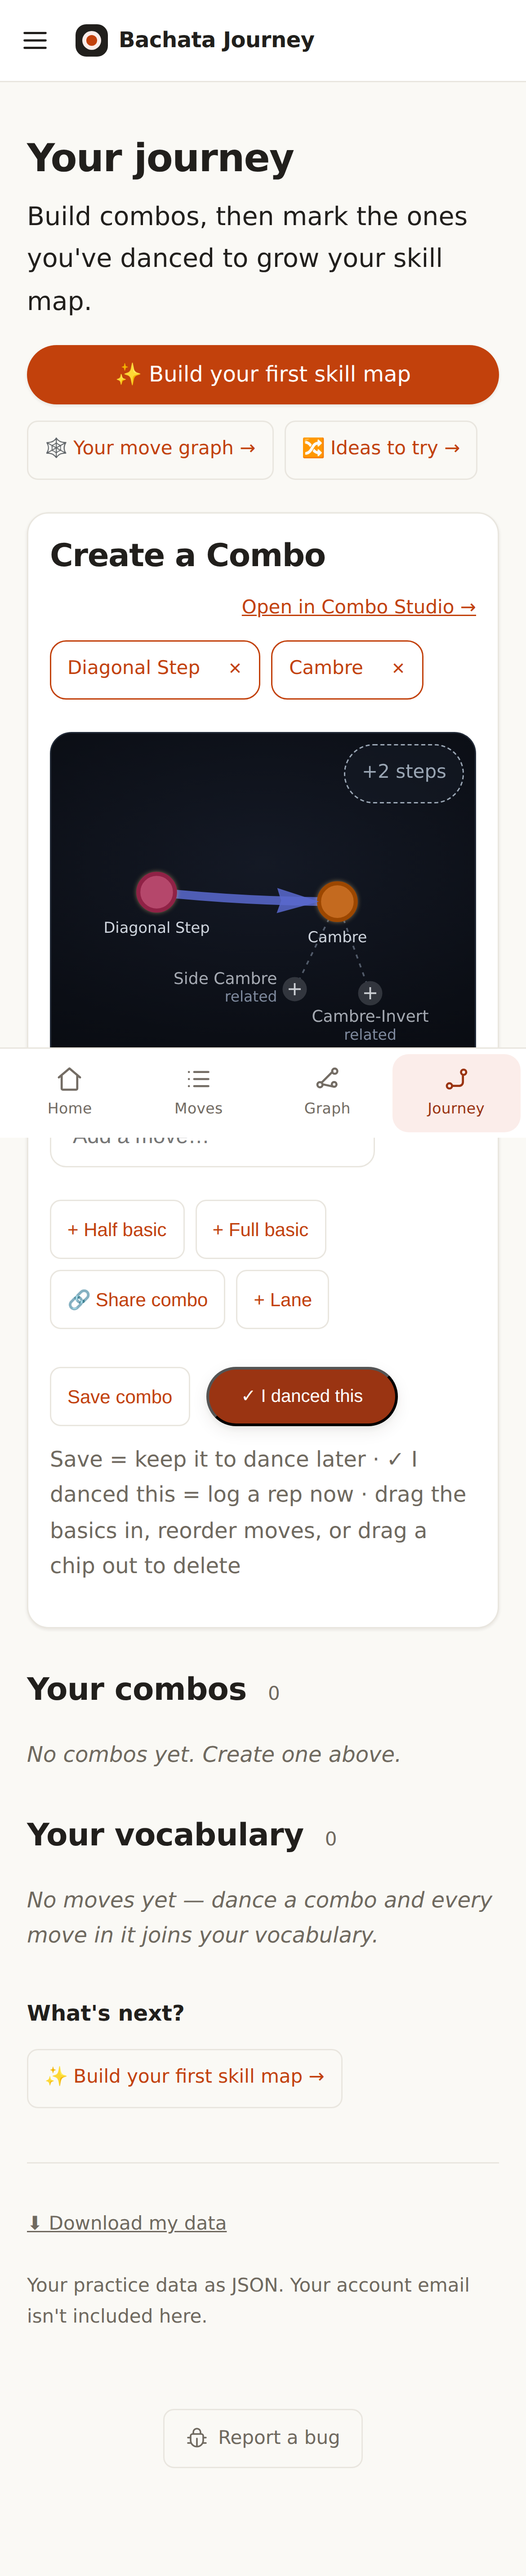 Bachata Journey
Your journey
Build combos, then mark the ones
you've danced to grow your skill
map.
✨ Build your first skill map
🕸️ Your move graph →
🔀 Ideas to try →
Create a Combo
Open in Combo Studio →
Diagonal Step ✕
Cambre ✕
+2 steps
Diagonal Step
Cambre
Side Cambre
related
+
+
Cambre-Invert
related
Home
Moves
Graph
Journey
Add a move…
+ Half basic
+ Full basic
🔗 Share combo
+ Lane
Save combo
✓ I danced this
Save = keep it to dance later · ✓ I
danced this = log a rep now · drag the
basics in, reorder moves, or drag a
chip out to delete
Your combos 0
No combos yet. Create one above.
Your vocabulary 0
No moves yet — dance a combo and every
move in it joins your vocabulary.
What's next?
✨ Build your first skill map →
⬇ Download my data
Your practice data as JSON. Your account email
isn't included here.
Report a bug